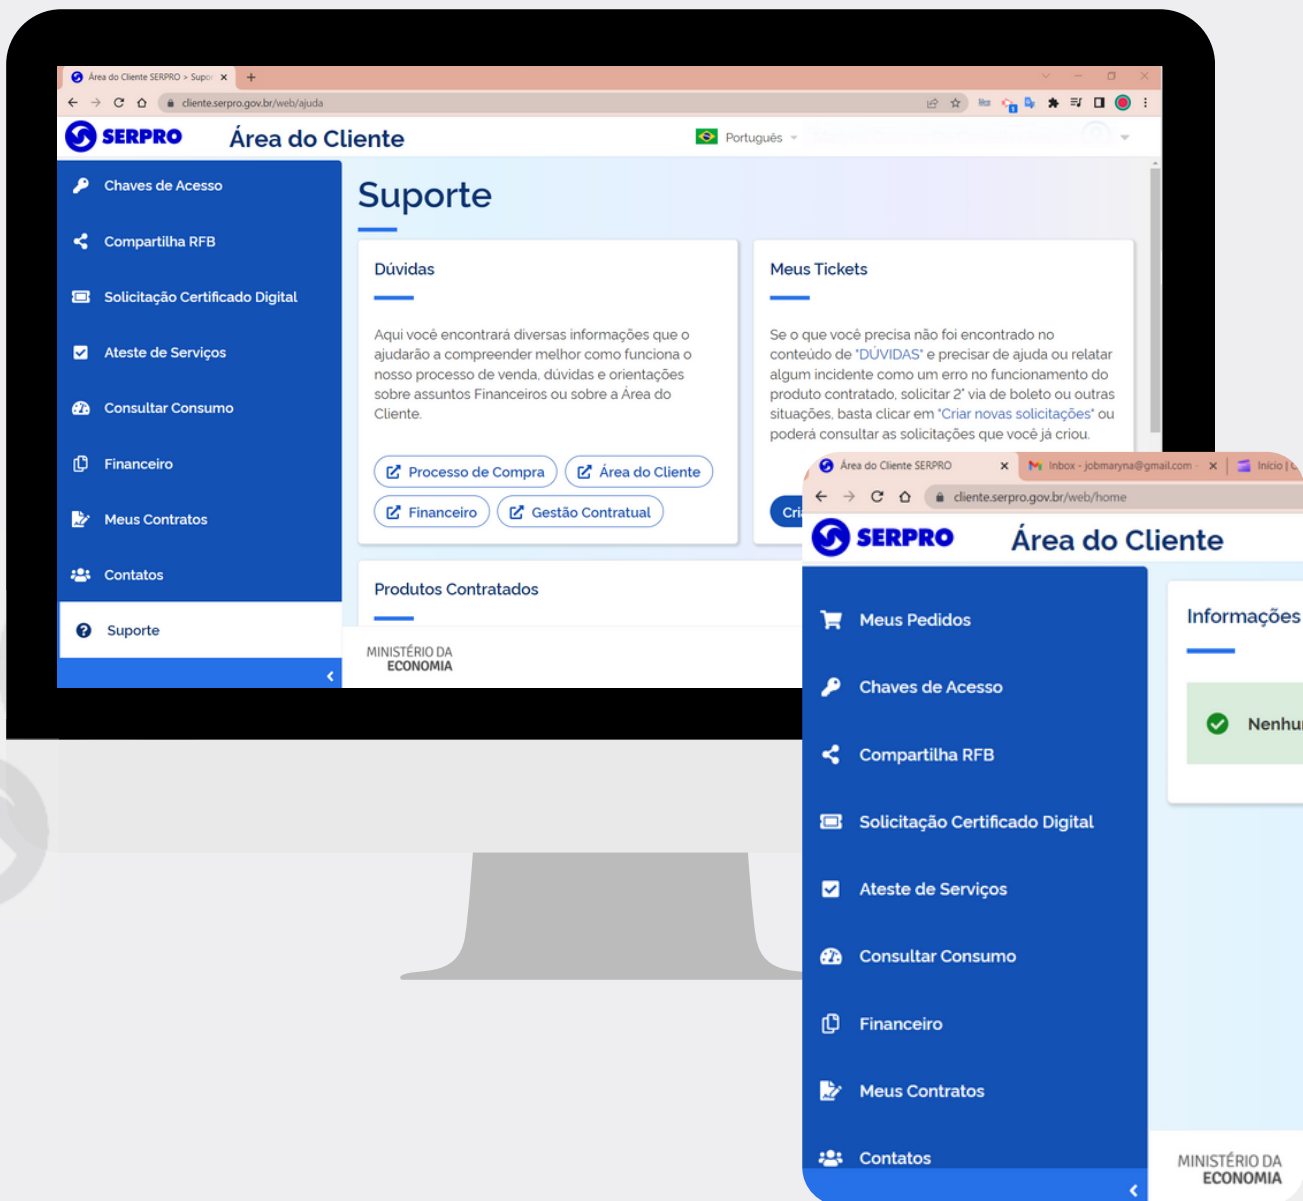 Área do Cliente SERPRO > Supor
cliente.serpro.gov.br/web/ajuda
SERPRO
Área do Cliente
Português
Chaves de Acesso
Compartilha RFB
Solicitação Certificado Digital
Ateste de Serviços
Consultar Consumo
Financeiro
Meus Contratos
Contatos
Suporte
Suporte
Dúvidas
Aqui você encontrará diversas informações que o
ajudarão a compreender melhor como funciona o
nosso processo de venda, dúvidas e orientações
sobre assuntos Financeiros ou sobre a Área do
Cliente.
Processo de Compra
Área do Cliente
Financeiro
Gestão Contratual
Meus Tickets
Se o que você precisa não foi encontrado no
conteúdo de "DÚVIDAS" e precisar de ajuda ou relatar
algum incidente como um erro no funcionamento do
produto contratado, solicitar 2ª via de boleto ou outras
situações, basta clicar em "Criar novas solicitações" ou
poderá consultar as solicitações que você já criou.
Cri
Produtos Contratados
MINISTÉRIO DA
ECONOMIA
Área do Cliente SERPRO
Inbox - jobmaryna@gmail.com -
Início | C
cliente.serpro.gov.br/web/home
SERPRO
Área do Cliente
Meus Pedidos
Chaves de Acesso
Compartilha RFB
Solicitação Certificado Digital
Ateste de Serviços
Consultar Consumo
Financeiro
Meus Contratos
Contatos
Informações
Nenhu
MINISTÉRIO DA
ECONOMIA